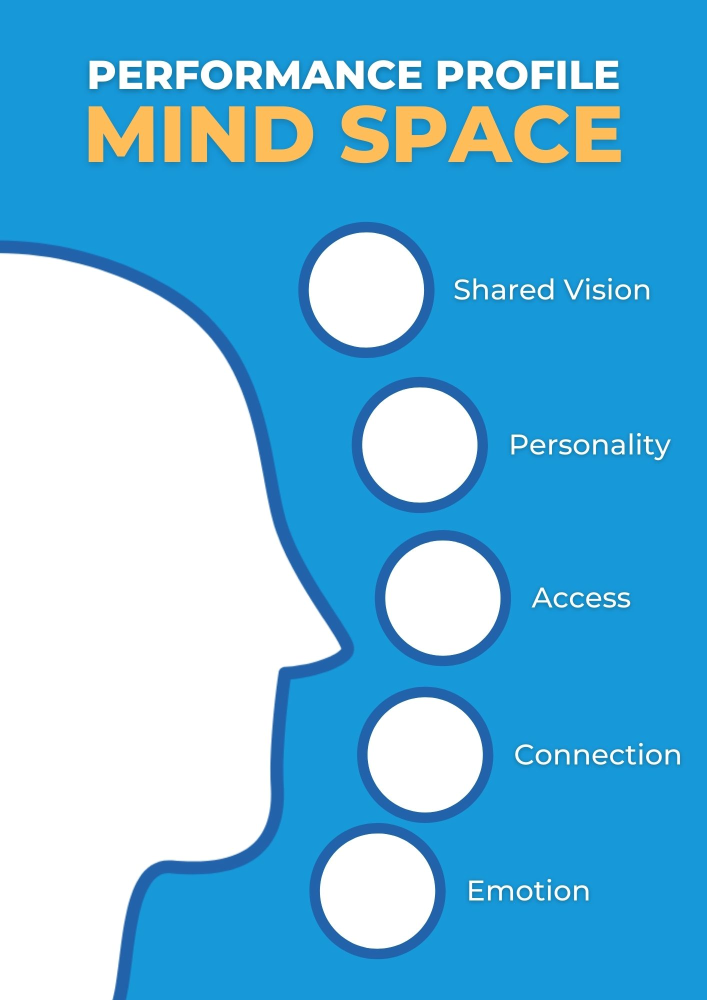 PERFORMANCE PROFILE
MIND SPACE
Shared Vision
Personality
Access
Connection
Emotion